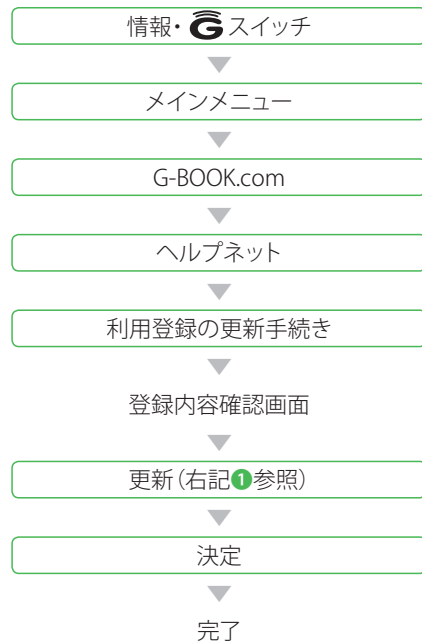 情報・Gスイッチ
メインメニュー
G-BOOK.com
ヘルプネット
利用登録の更新手続き
登録内容確認画面
更新（右記❶参照）
決定
完了